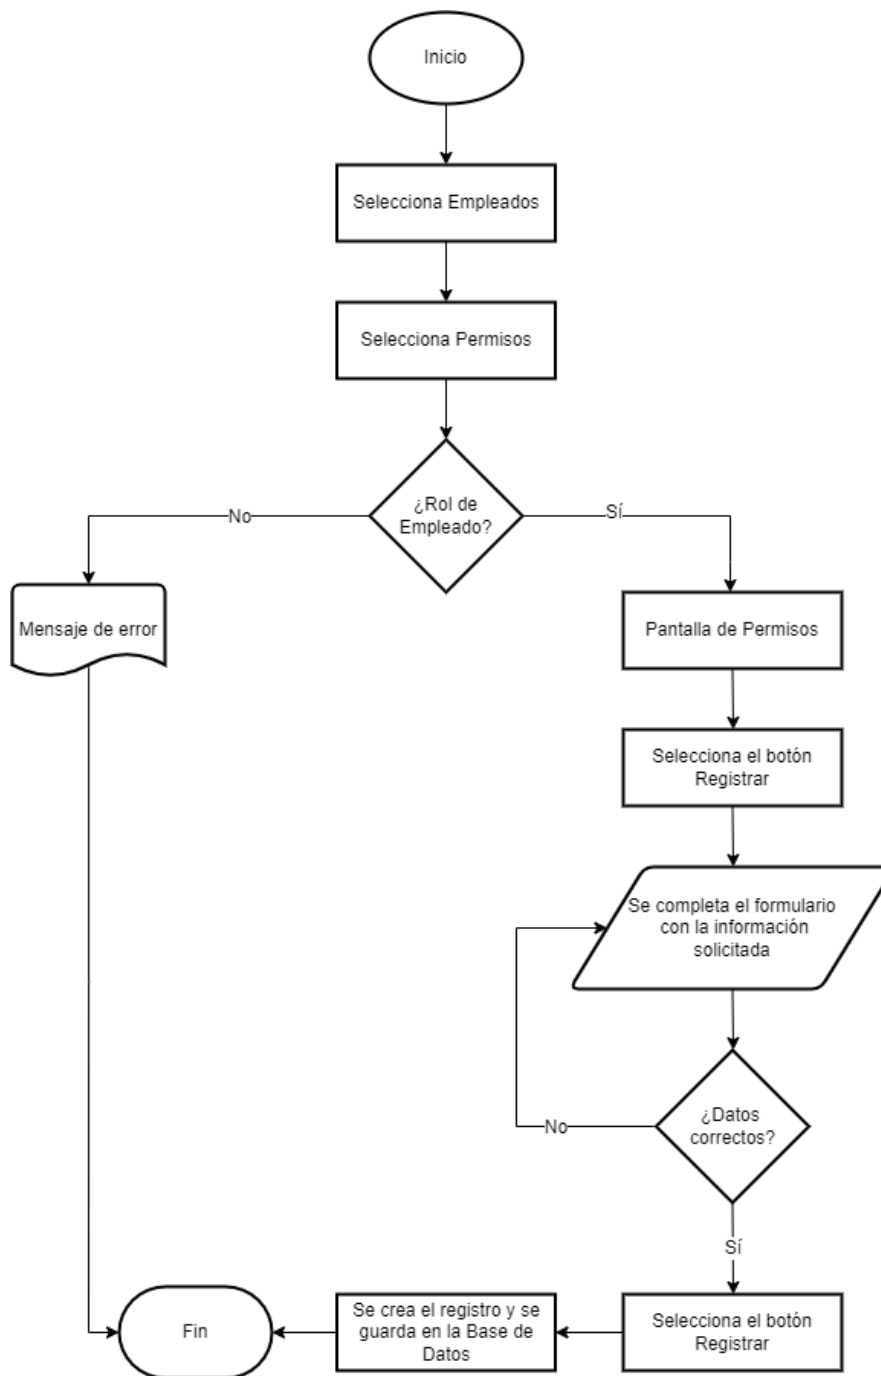 Inicio
Selecciona Empleados
Selecciona Permisos
¿Rol de
Empleado?
No
Sí
Mensaje de error
Pantalla de Permisos
Selecciona el botón
Registrar
Se completa el formulario
con la información
solicitada
¿Datos
correctos?
No
Sí
Selecciona el botón
Registrar
Se crea el registro y se
guarda en la Base de
Datos
Fin